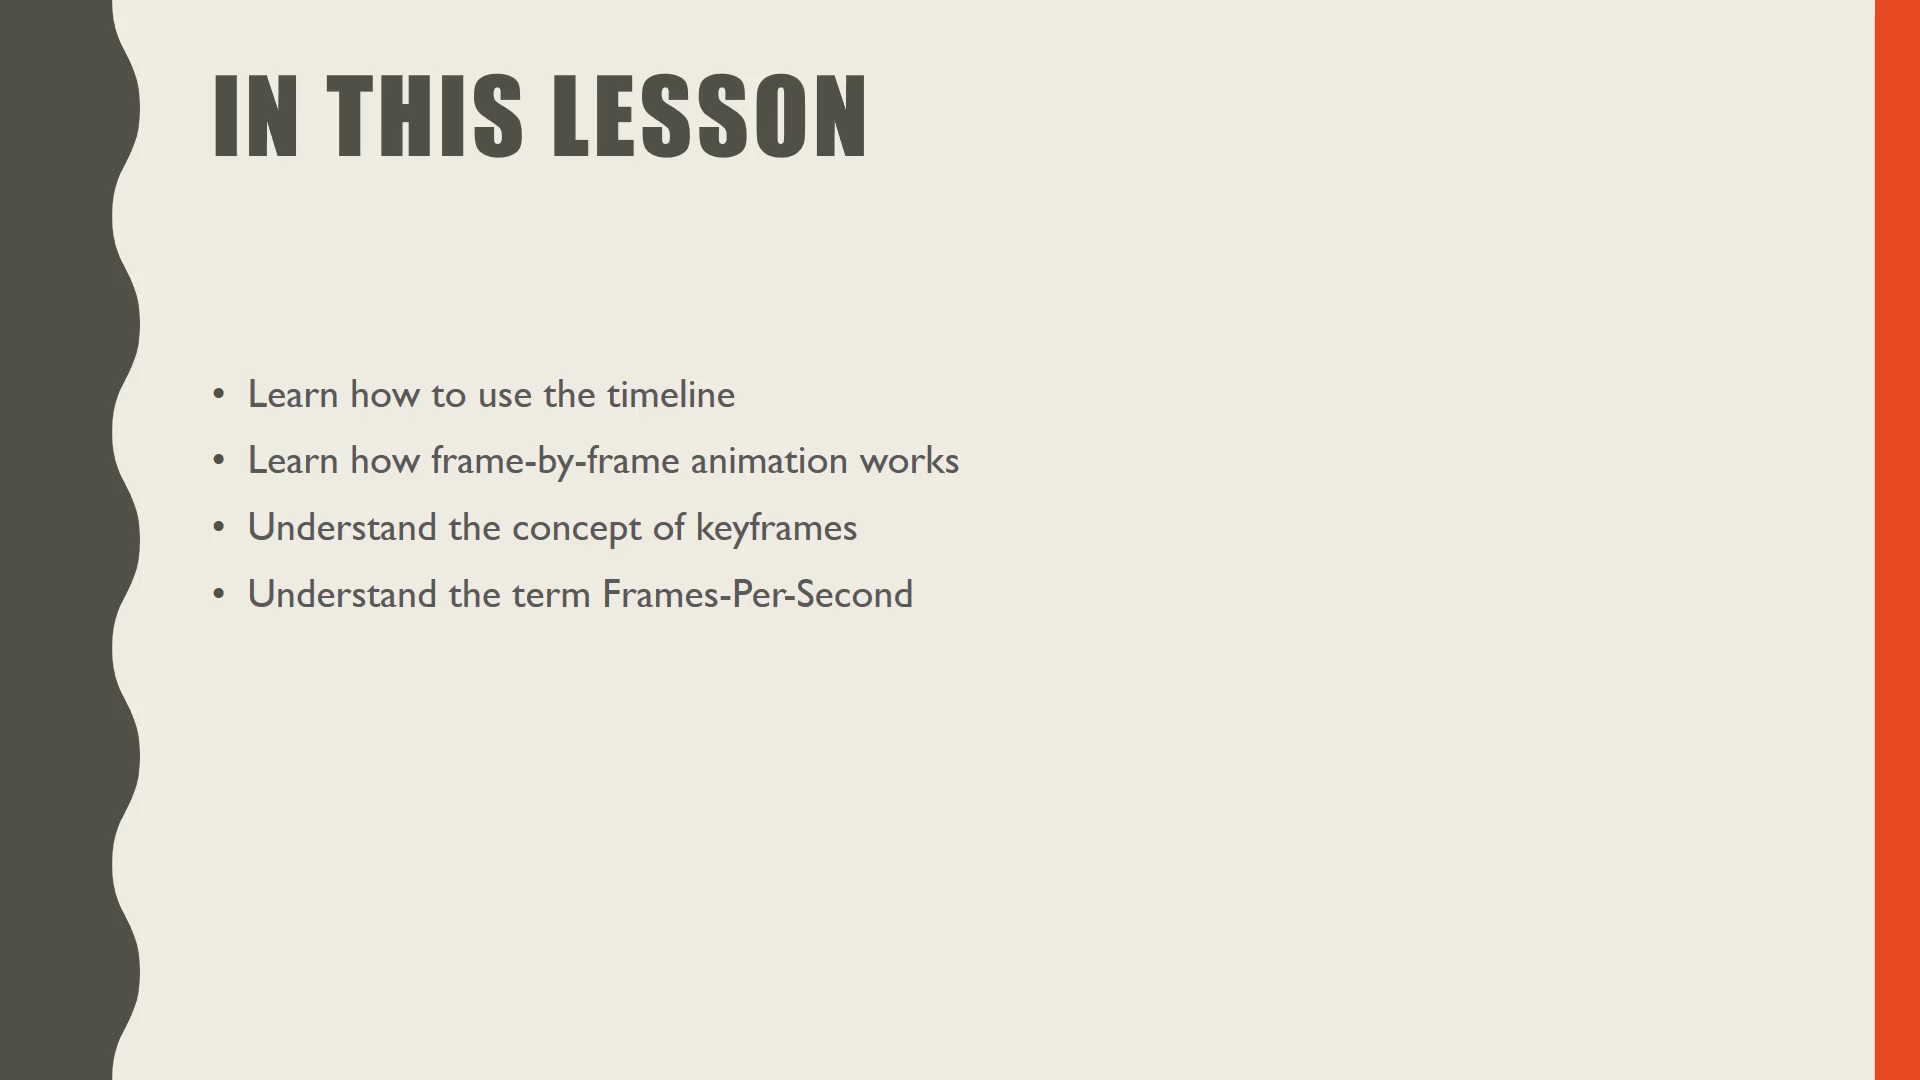 IN THIS LESSON
• Learn how to use the timeline
• Learn how frame-by-frame animation works
• Understand the concept of keyframes
• Understand the term Frames-Per-Second